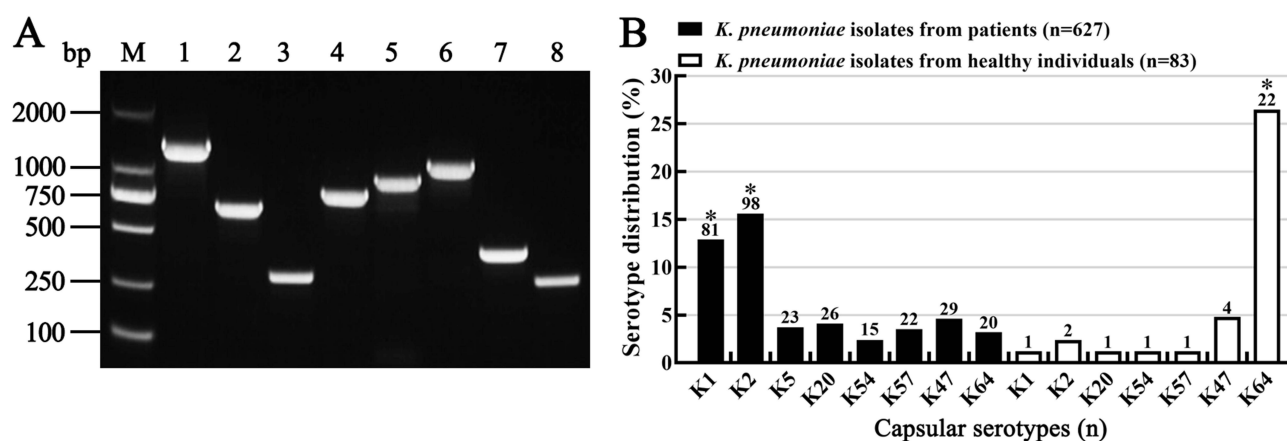 A
bp M 1 2 3 4 5 6 7 8
2000
1000
750
500
250
100
B
K. pneumoniae isolates from patients (n=627)
K. pneumoniae isolates from healthy individuals (n=83)
Serotype distribution (%)
30
25
20
15
10
5
0
* * *
81 98 23 26 15 22 29 20 1 2 1 1 1 4 22
K1 K2 K5 K20 K54 K57 K47 K64 K1 K2 K20 K54 K57 K47 K64
Capsular serotypes (n)